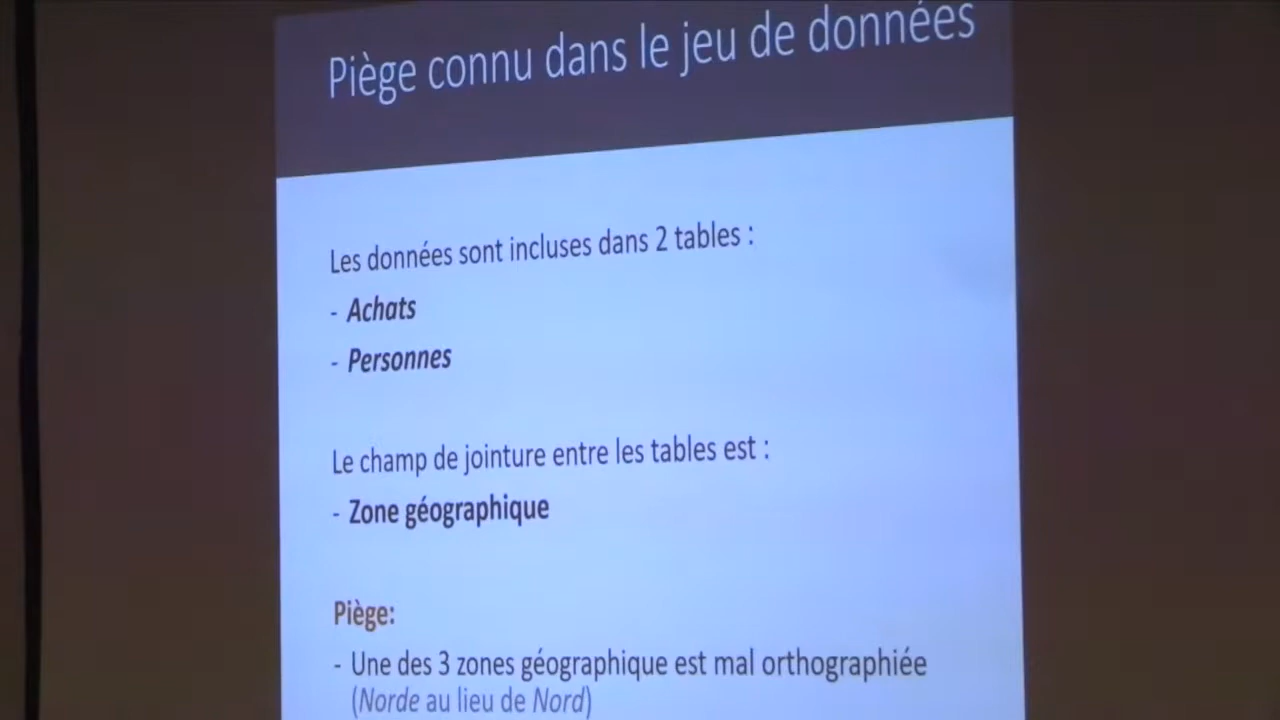 Piège connu dans le jeu de données
Les données sont incluses dans 2 tables :
- Achats
- Personnes
Le champ de jointure entre les tables est :
- Zone géographique
Piège:
- Une des 3 zones géographique est mal orthographiée
(Norde au lieu de Nord)